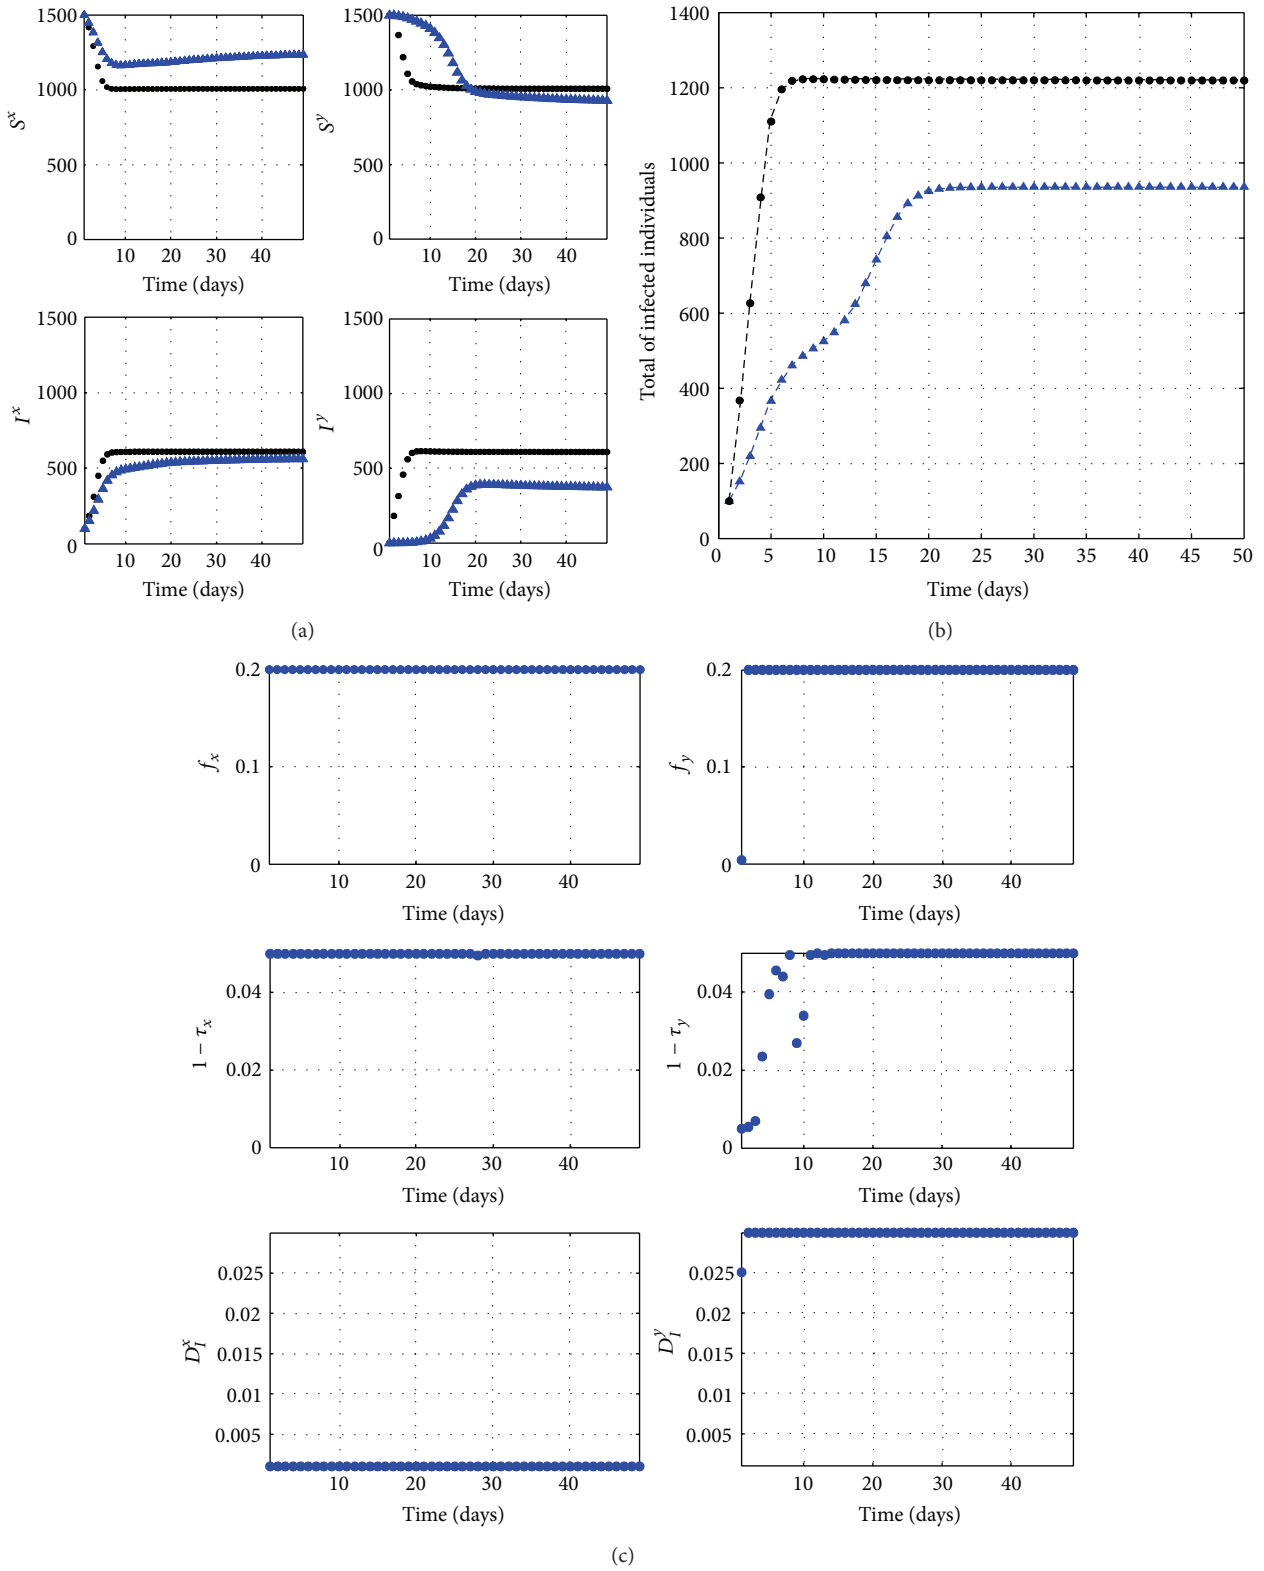 1500
1000
500
0
S^x
10 20 30 40
Time (days)
1500
1000
500
0
S^y
10 20 30 40
Time (days)
1500
1000
500
0
I^x
10 20 30 40
Time (days)
1500
1000
500
0
I^y
10 20 30 40
Time (days)
(a)
1400
1200
1000
800
600
400
200
0
Total of infected individuals
0 5 10 15 20 25 30 35 40 45 50
Time (days)
(b)
0.2
0.1
0
f_x
10 20 30 40
Time (days)
0.2
0.1
0
f_y
10 20 30 40
Time (days)
0.04
0.02
0
1 − τ_x
10 20 30 40
Time (days)
0.04
0.02
0
1 − τ_y
10 20 30 40
Time (days)
0.025
0.02
0.015
0.01
0.005
D_I^x
10 20 30 40
Time (days)
0.025
0.02
0.015
0.01
0.005
D_I^y
10 20 30 40
Time (days)
(c)